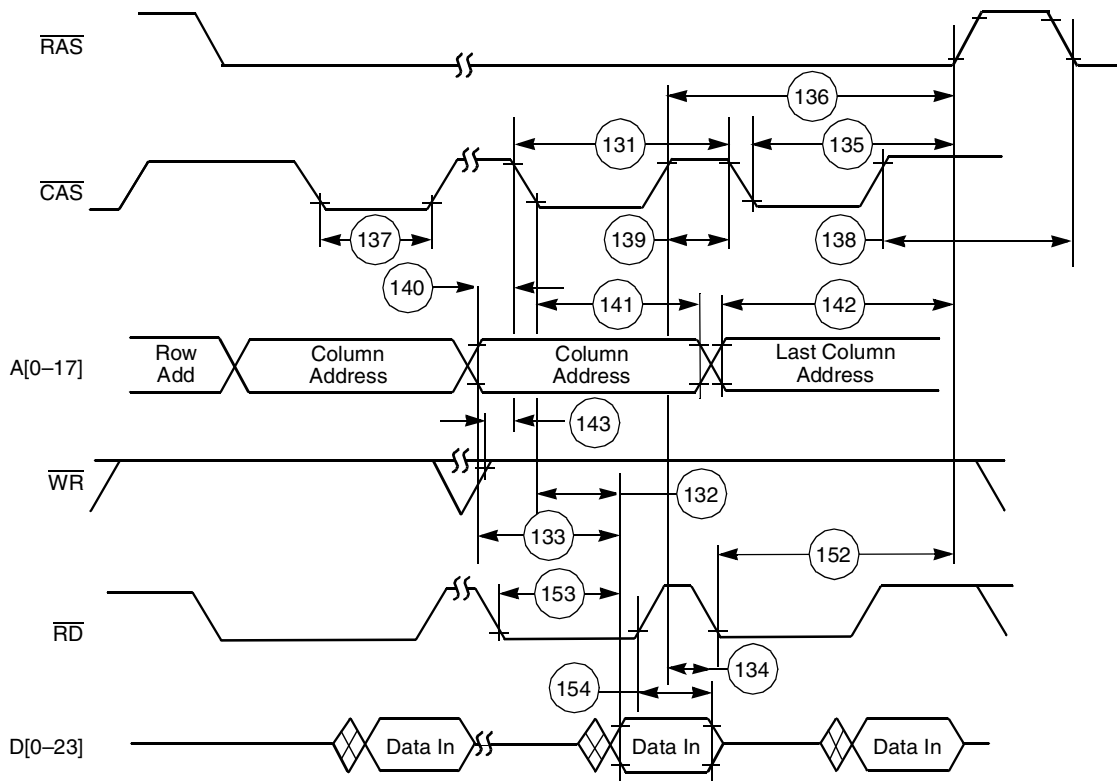 RAS
136
131
135
CAS
137
139
138
140
141
142
A[0–17]
Row
Add
Column
Address
Column
Address
Last Column
Address
143
WR
132
133
152
153
RD
134
154
D[0–23]
Data In
Data In
Data In